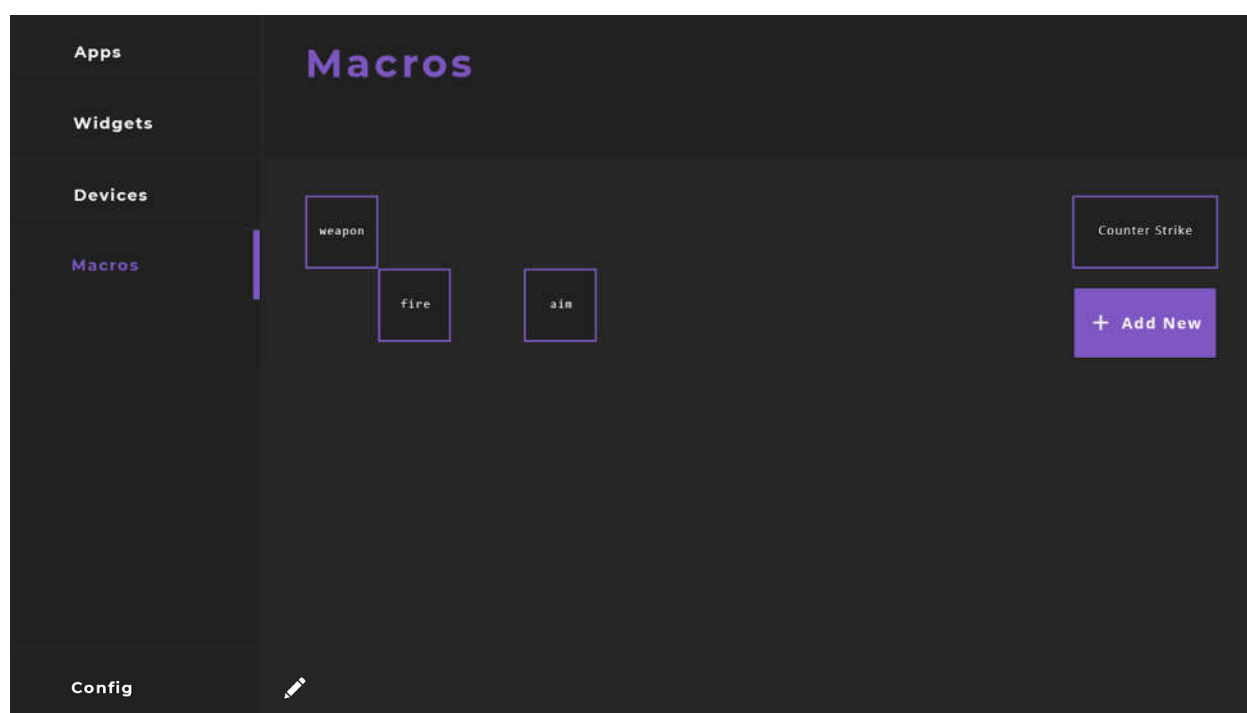 Apps
Widgets
Devices
Macros
Config
Macros
weapon
fire
aim
Counter Strike
+ Add New